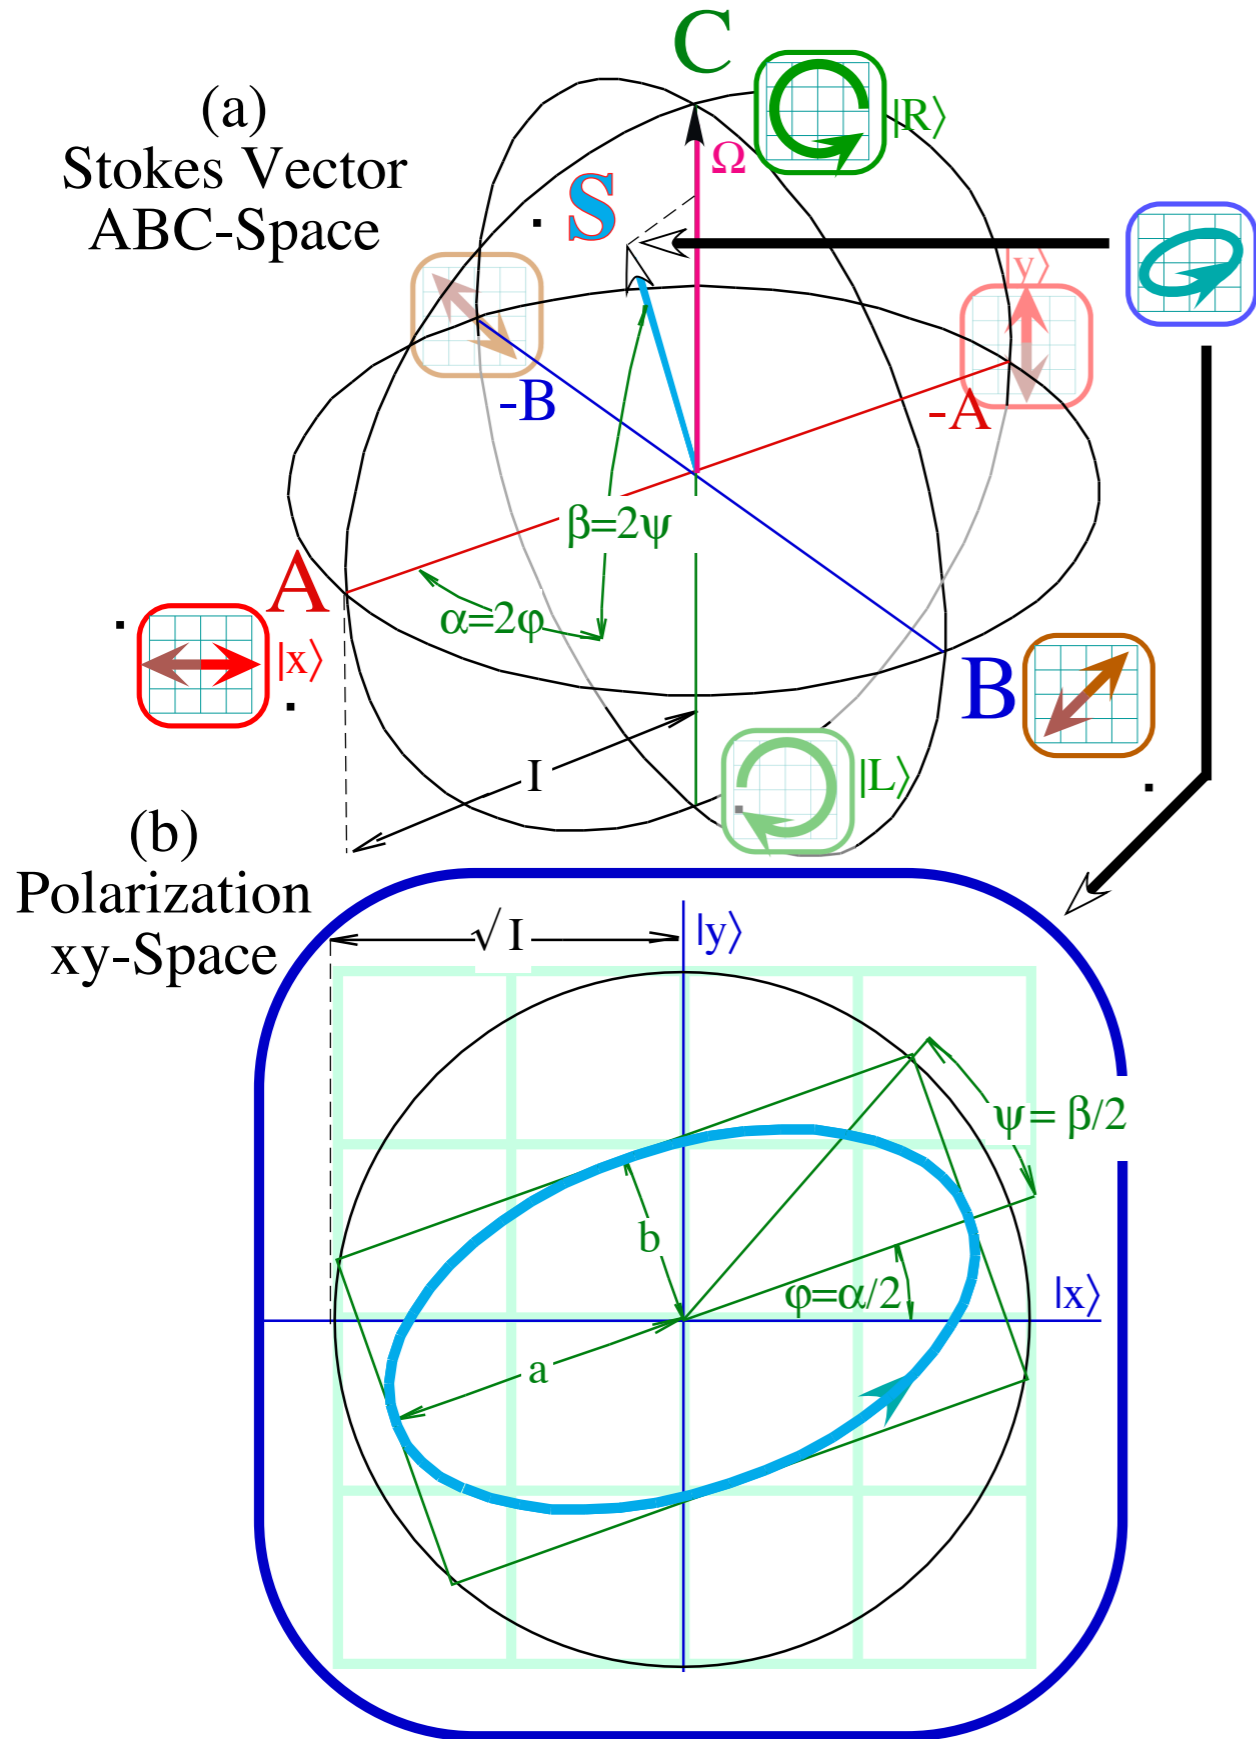 C
(a)
Stokes Vector
ABC-Space
|R⟩
Ω
S
|y⟩
-B
-A
β=2ψ
A
α=2φ
|x⟩
B
I
|L⟩
(b)
Polarization
xy-Space
√ I
|y⟩
ψ= β/2
b
φ=α/2
|x⟩
a